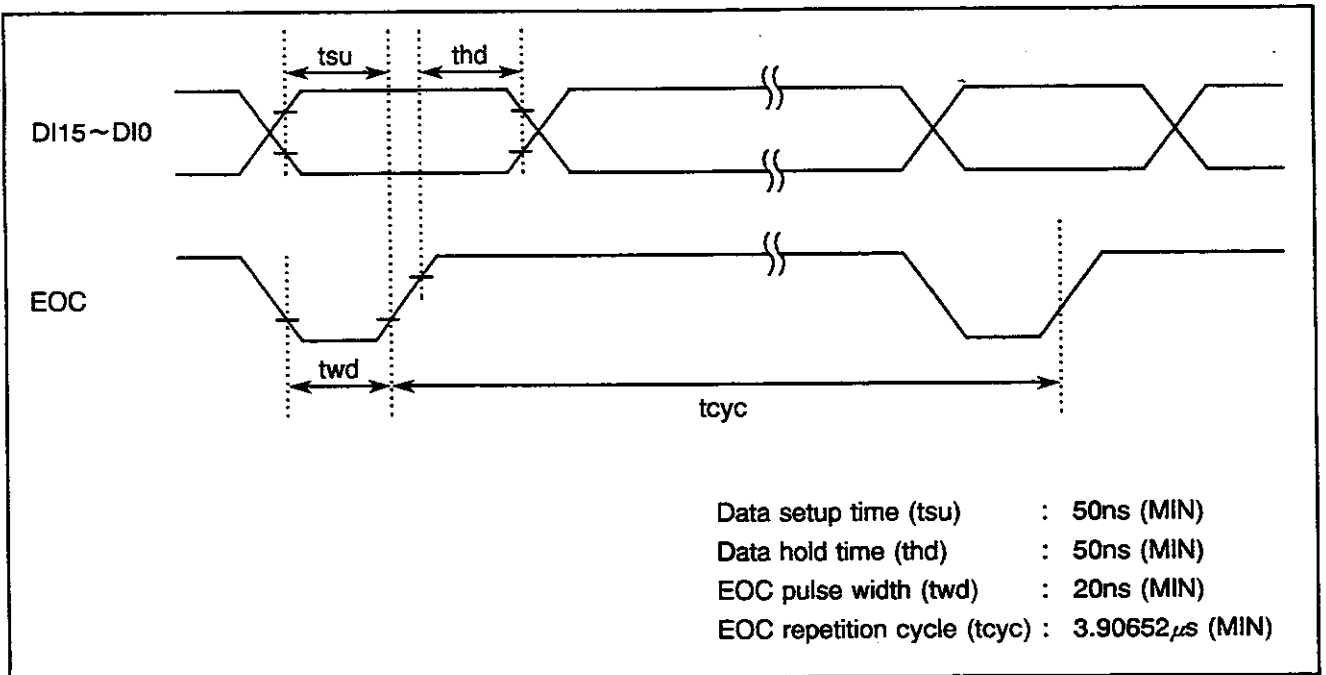 tsu
thd
DI15~DI0
EOC
twd
tcyc
Data setup time (tsu) : 50ns (MIN)
Data hold time (thd) : 50ns (MIN)
EOC pulse width (twd) : 20ns (MIN)
EOC repetition cycle (tcyc) : 3.90652μs (MIN)